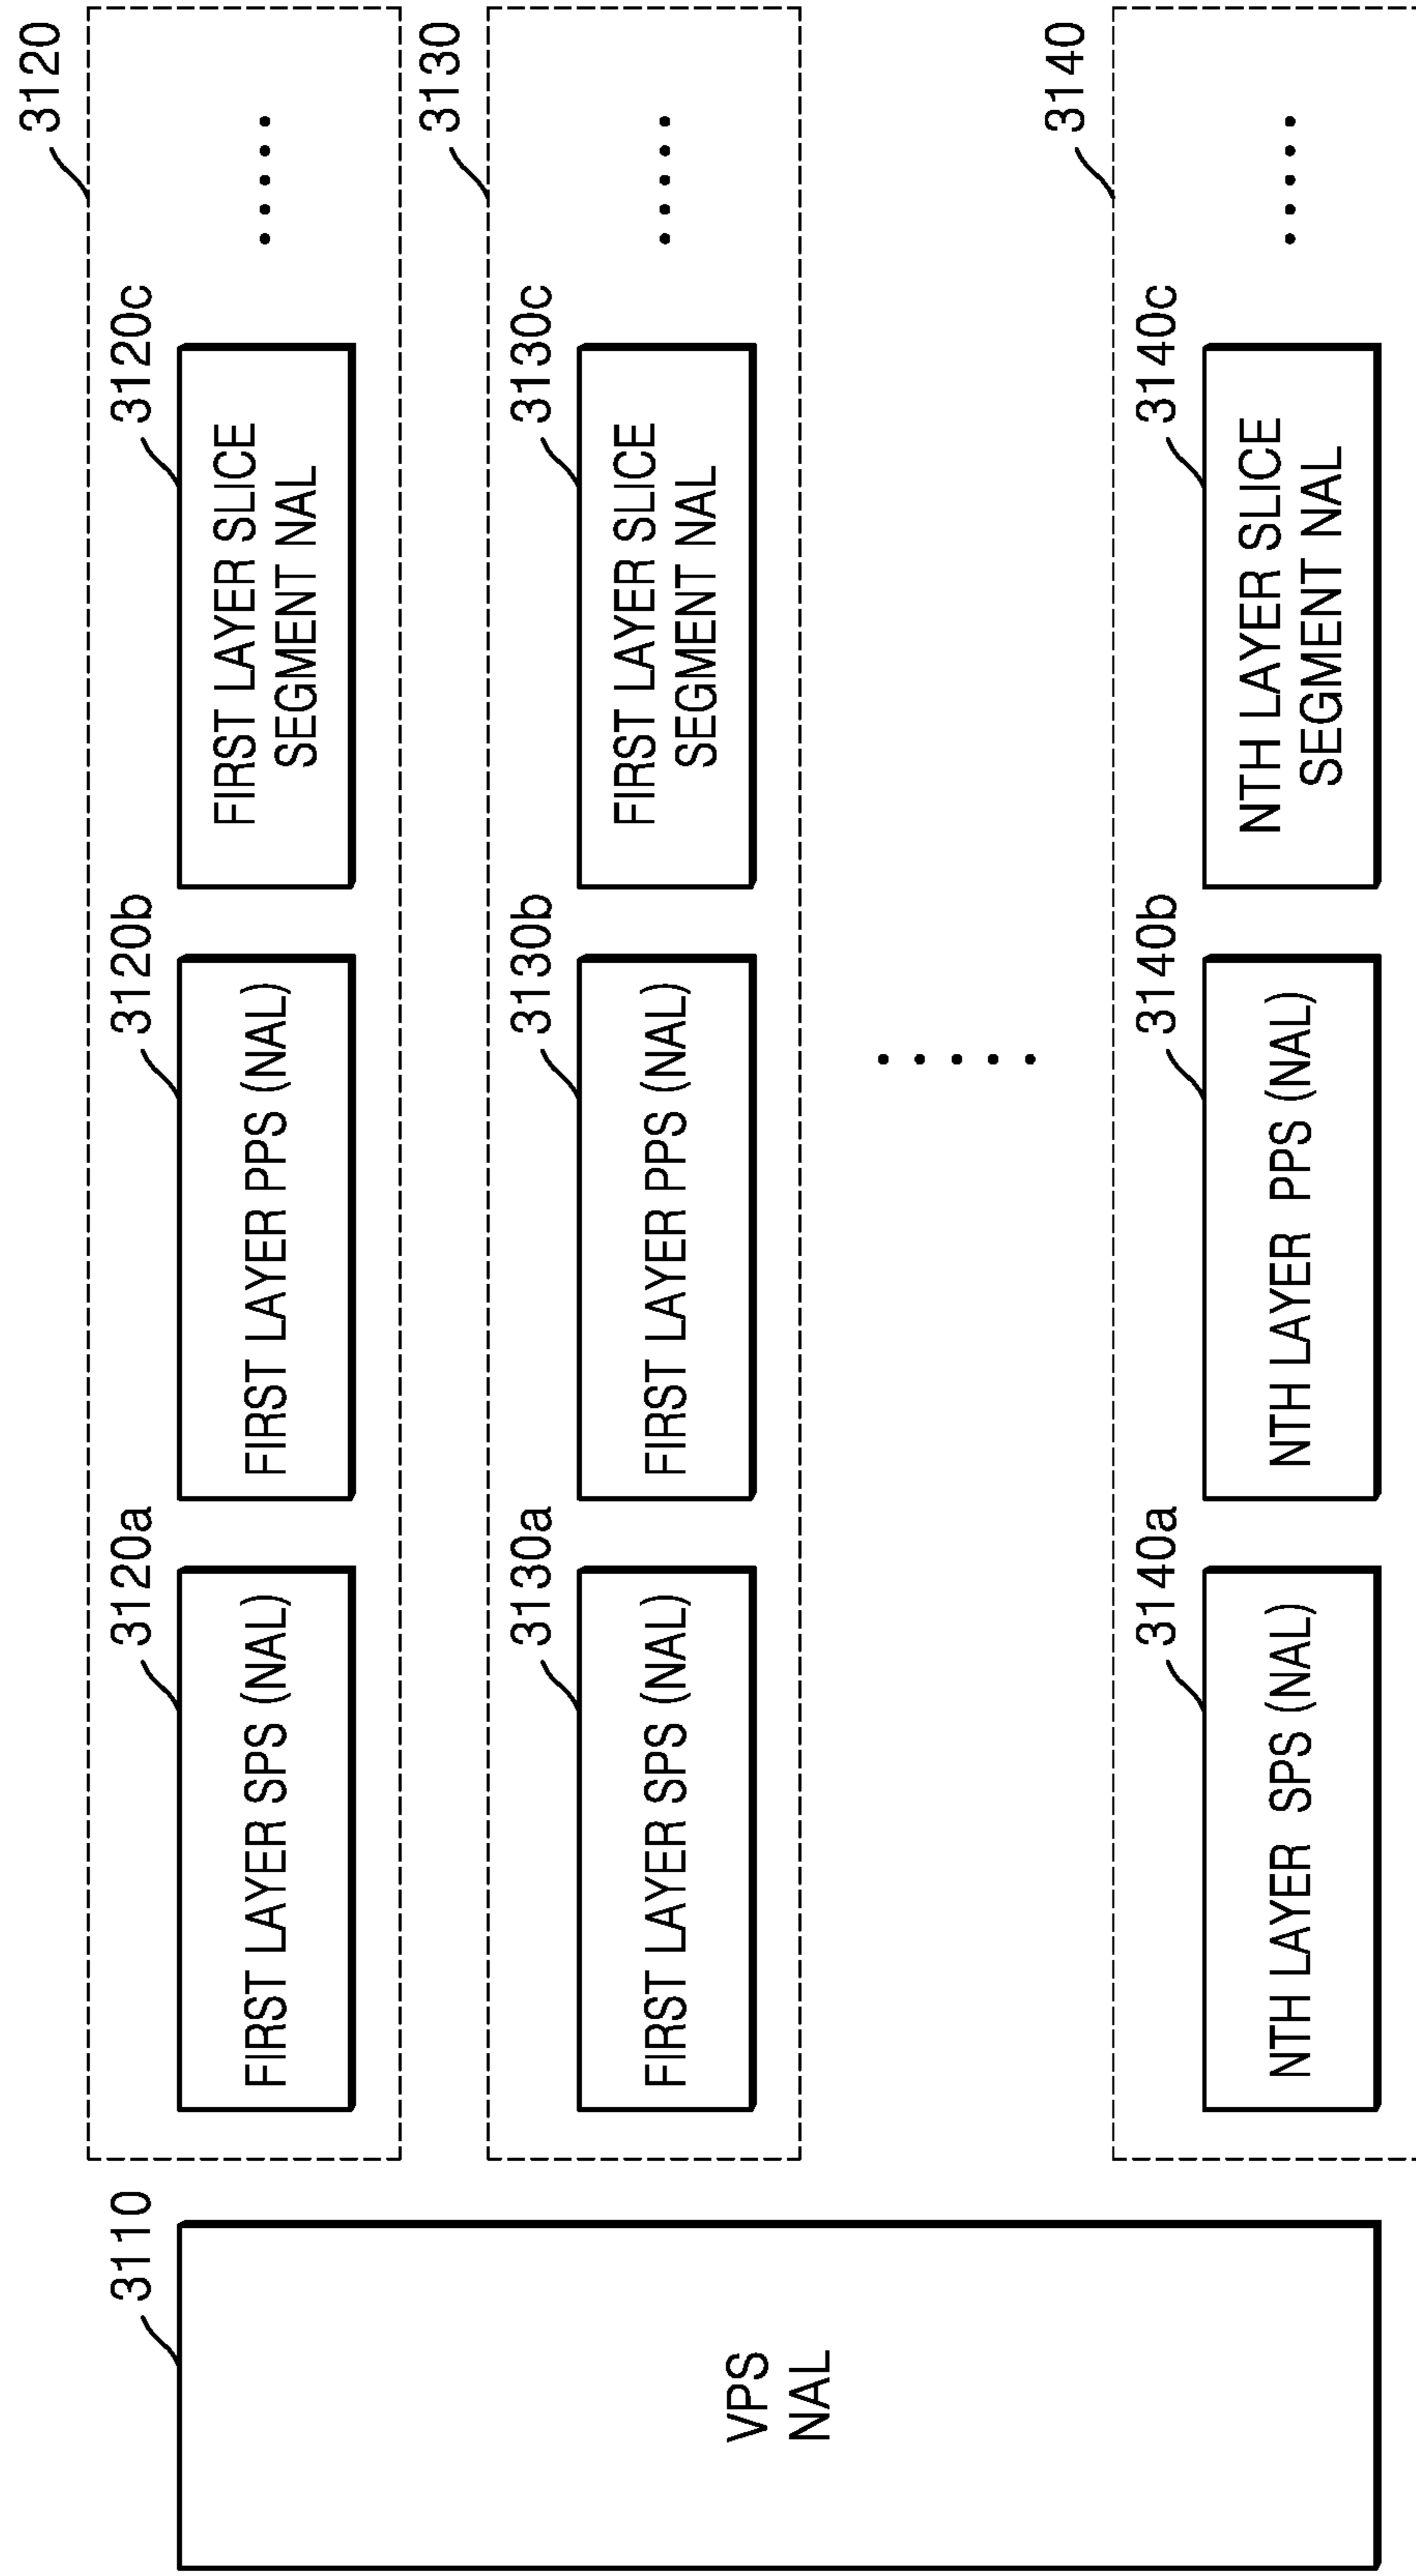 3110
VPS
NAL
3120
3120a
FIRST LAYER SPS (NAL)
3120b
FIRST LAYER PPS (NAL)
3120c
FIRST LAYER SLICE
SEGMENT NAL
.....
3130
3130a
FIRST LAYER SPS (NAL)
3130b
FIRST LAYER PPS (NAL)
3130c
FIRST LAYER SLICE
SEGMENT NAL
.....
.....
3140
3140a
NTH LAYER SPS (NAL)
3140b
NTH LAYER PPS (NAL)
3140c
NTH LAYER SLICE
SEGMENT NAL
.....